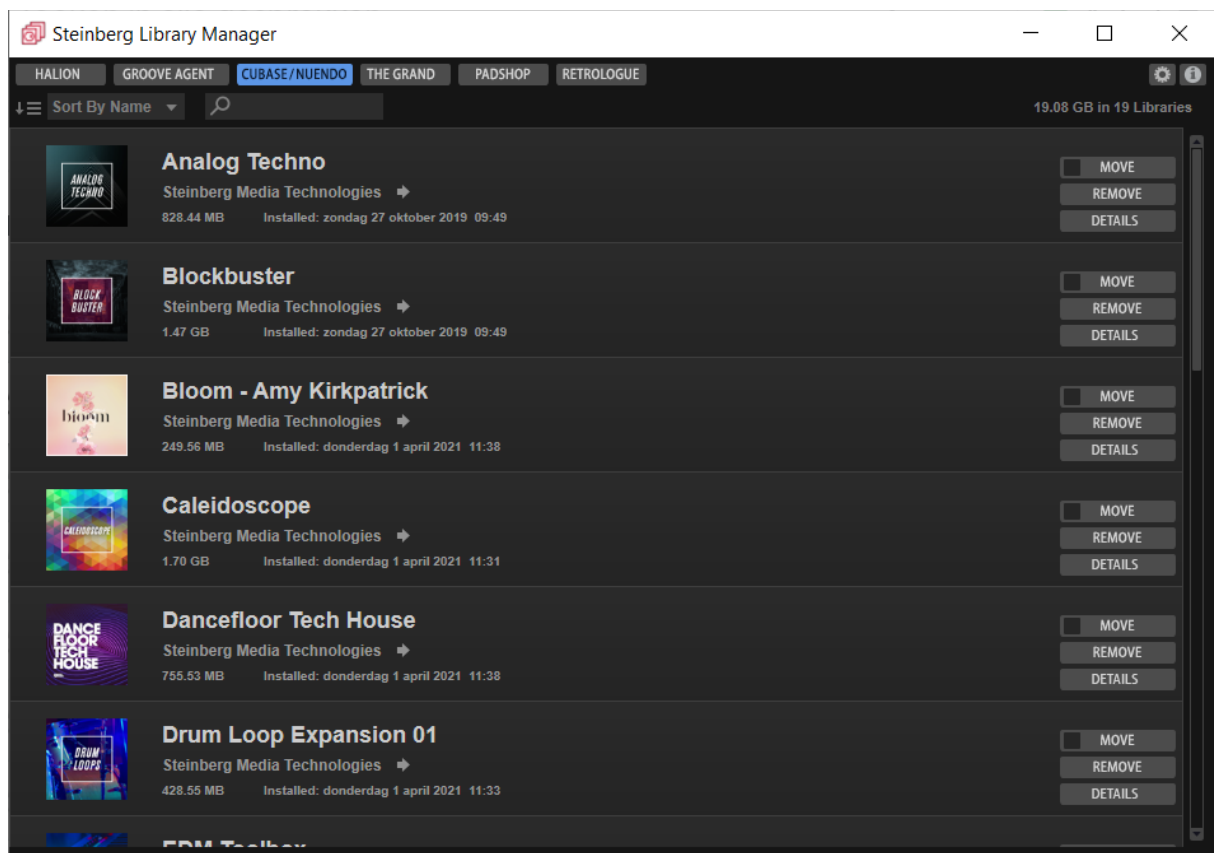 Steinberg Library Manager
HALION GROOVE AGENT CUBASE/NUENDO THE GRAND PADSHOP RETROLOGUE
Sort By Name
19.08 GB in 19 Libraries
ANALOG
TECHNO
Analog Techno
Steinberg Media Technologies
828.44 MB Installed: zondag 27 oktober 2019 09:49
MOVE
REMOVE
DETAILS
BLOCK
BUSTER
Blockbuster
Steinberg Media Technologies
1.47 GB Installed: zondag 27 oktober 2019 09:49
MOVE
REMOVE
DETAILS
bloom
Bloom - Amy Kirkpatrick
Steinberg Media Technologies
249.56 MB Installed: donderdag 1 april 2021 11:38
MOVE
REMOVE
DETAILS
CALEIDOSCOPE
Caleidoscope
Steinberg Media Technologies
1.70 GB Installed: donderdag 1 april 2021 11:31
MOVE
REMOVE
DETAILS
DANCE
FLOOR
TECH
HOUSE
Dancefloor Tech House
Steinberg Media Technologies
755.53 MB Installed: donderdag 1 april 2021 11:38
MOVE
REMOVE
DETAILS
DRUM
LOOPS
Drum Loop Expansion 01
Steinberg Media Technologies
428.55 MB Installed: donderdag 1 april 2021 11:33
MOVE
REMOVE
DETAILS
EDM Toolbox